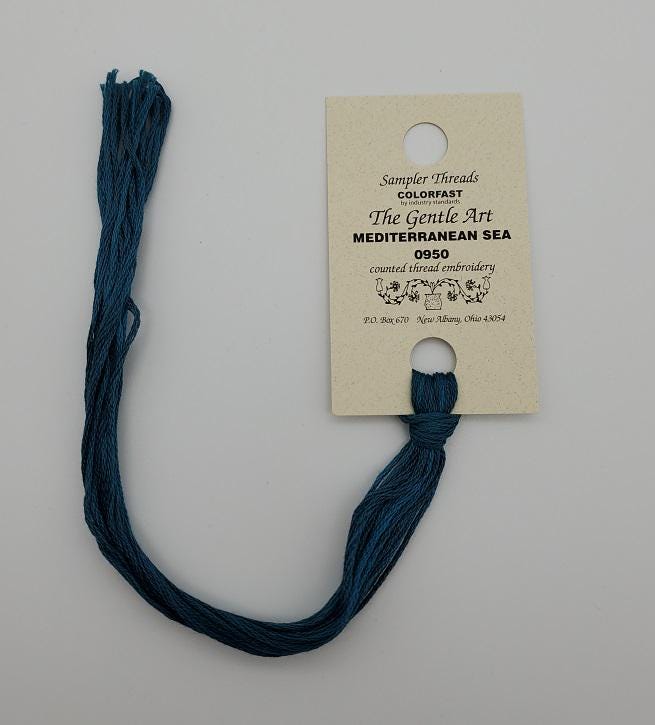 Sampler Threads
COLORFAST
by industry standards
The Gentle Art
MEDITERRANEAN SEA
0950
counted thread embroidery
P.O. Box 670 New Albany, Ohio 43054